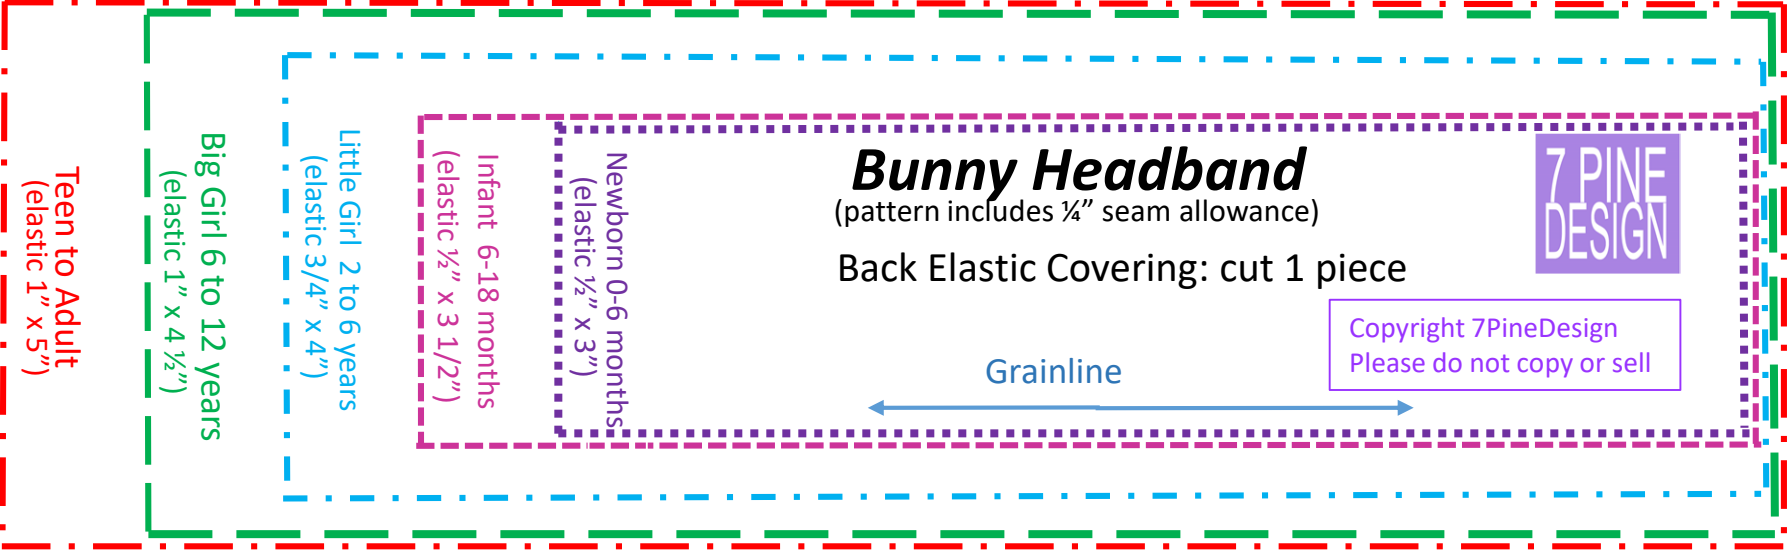 Teen to Adult
(elastic 1” x 5”)
Big Girl 6 to 12 years
(elastic 1” x 4 ½”)
Little Girl 2 to 6 years
(elastic 3/4” x 4”)
Infant 6-18 months
(elastic ½” x 3 1/2”)
Newborn 0-6 months
(elastic ½” x 3”)
Bunny Headband
(pattern includes ¼” seam allowance)
Back Elastic Covering: cut 1 piece
Grainline
7 PINE
DESIGN
Copyright 7PineDesign
Please do not copy or sell